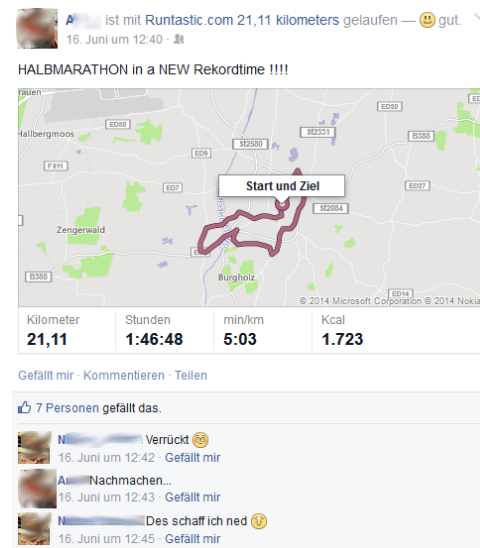 A ist mit Runtastic.com 21,11 kilometers gelaufen — gut.
16. Juni um 12:40 ·
HALBMARATHON in a NEW Rekordtime !!!!
rauen
Hallbergmoos
ED99
ED28
St2331
St2580
B388
ED9
F811
ED7
Start und Ziel
ED27
St2084
Zengerwald
B388
Burgholz
ED14
© 2014 Microsoft Corporation © 2014 Nokia
Kilometer Stunden min/km Kcal
21,11 1:46:48 5:03 1.723
Gefällt mir · Kommentieren · Teilen
7 Personen gefällt das.
N Verrückt
16. Juni um 12:42 · Gefällt mir
A Nachmachen...
16. Juni um 12:43 · Gefällt mir
N Des schaff ich ned
16. Juni um 12:45 · Gefällt mir